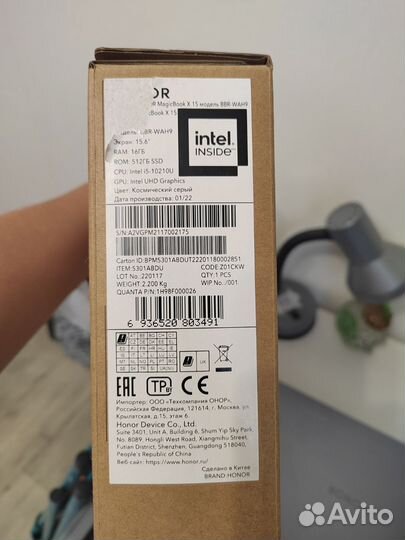 OR
MagicBook X 15 модель BBR-WAH9
MagicBook X 15
intel
INSIDE
BBR-WAH9
Экран: 15.6"
RAM: 16ГБ
ROM: 512ГБ SSD
CPU: Intel i5-10210U
GPU: Intel UHD Graphics
Цвет: Космический серый
Дата производства: 01/22
S/N: A2VGPM2117002175
Carton ID: BPM5301ABDUT22201180002851
ITEM: 5301ABDU CODE: Z01CKW
LOT No.: 220117 QTY: 1 PCS
WEIGHT: 2.200 Kg WIP No.: /001
QUANTA P/N: 1H9BF000026
6 936520 803491
UK
EAC TP BY CE
Импортер: ООО «Техкомпания ОНОР»,
Российская Федерация, 121614, г. Москва, ул.
Крылатская, д.15, этаж 6.
Honor Device Co., Ltd.
Suite 3401, Unit A, Building 6, Shum Yip Sky Park,
No. 8089, Hongli West Road, Xiangmihu Street,
Futian District, Shenzhen, Guangdong 518040,
People's Republic of China
Веб сайт: https://www.honor.ru/
Сделано в Китае
BRAND: HONOR
Avito